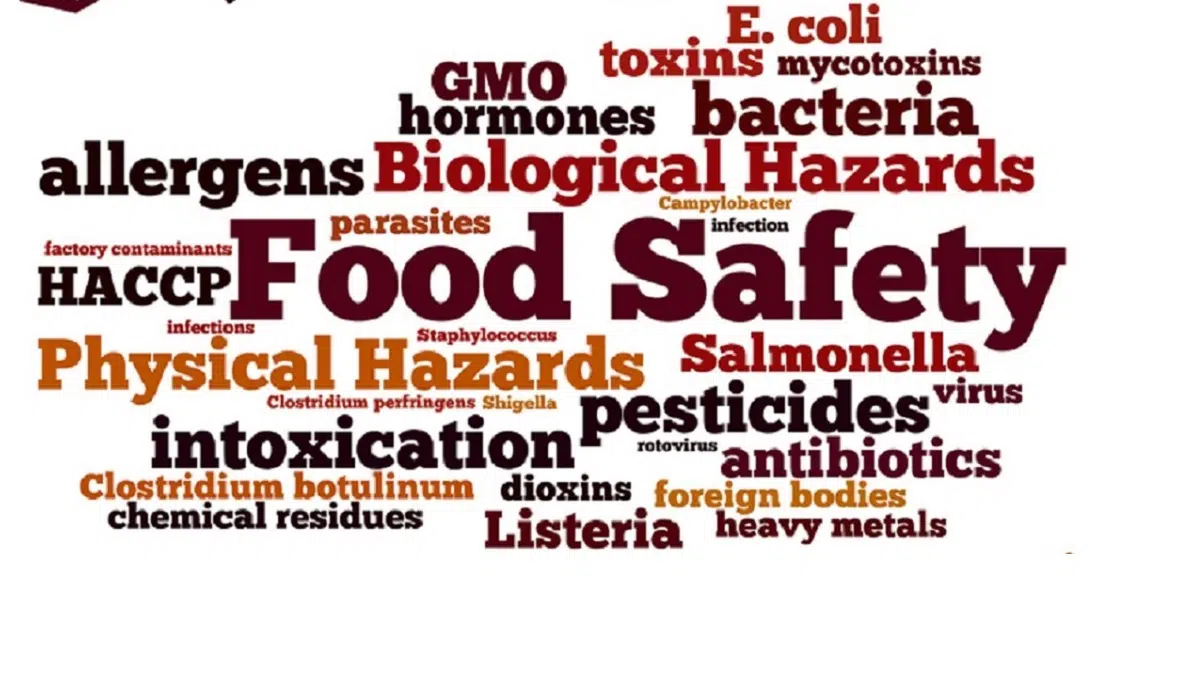 E. coli
toxins mycotoxins
GMO
hormones bacteria
allergens Biological Hazards
Campylobacter
parasites infection
factory contaminants
Food Safety
HACCP
infections Staphylococcus
Physical Hazards Salmonella
Clostridium perfringens Shigella
pesticides virus
intoxication rotovirus antibiotics
Clostridium botulinum dioxins foreign bodies
chemical residues Listeria heavy metals